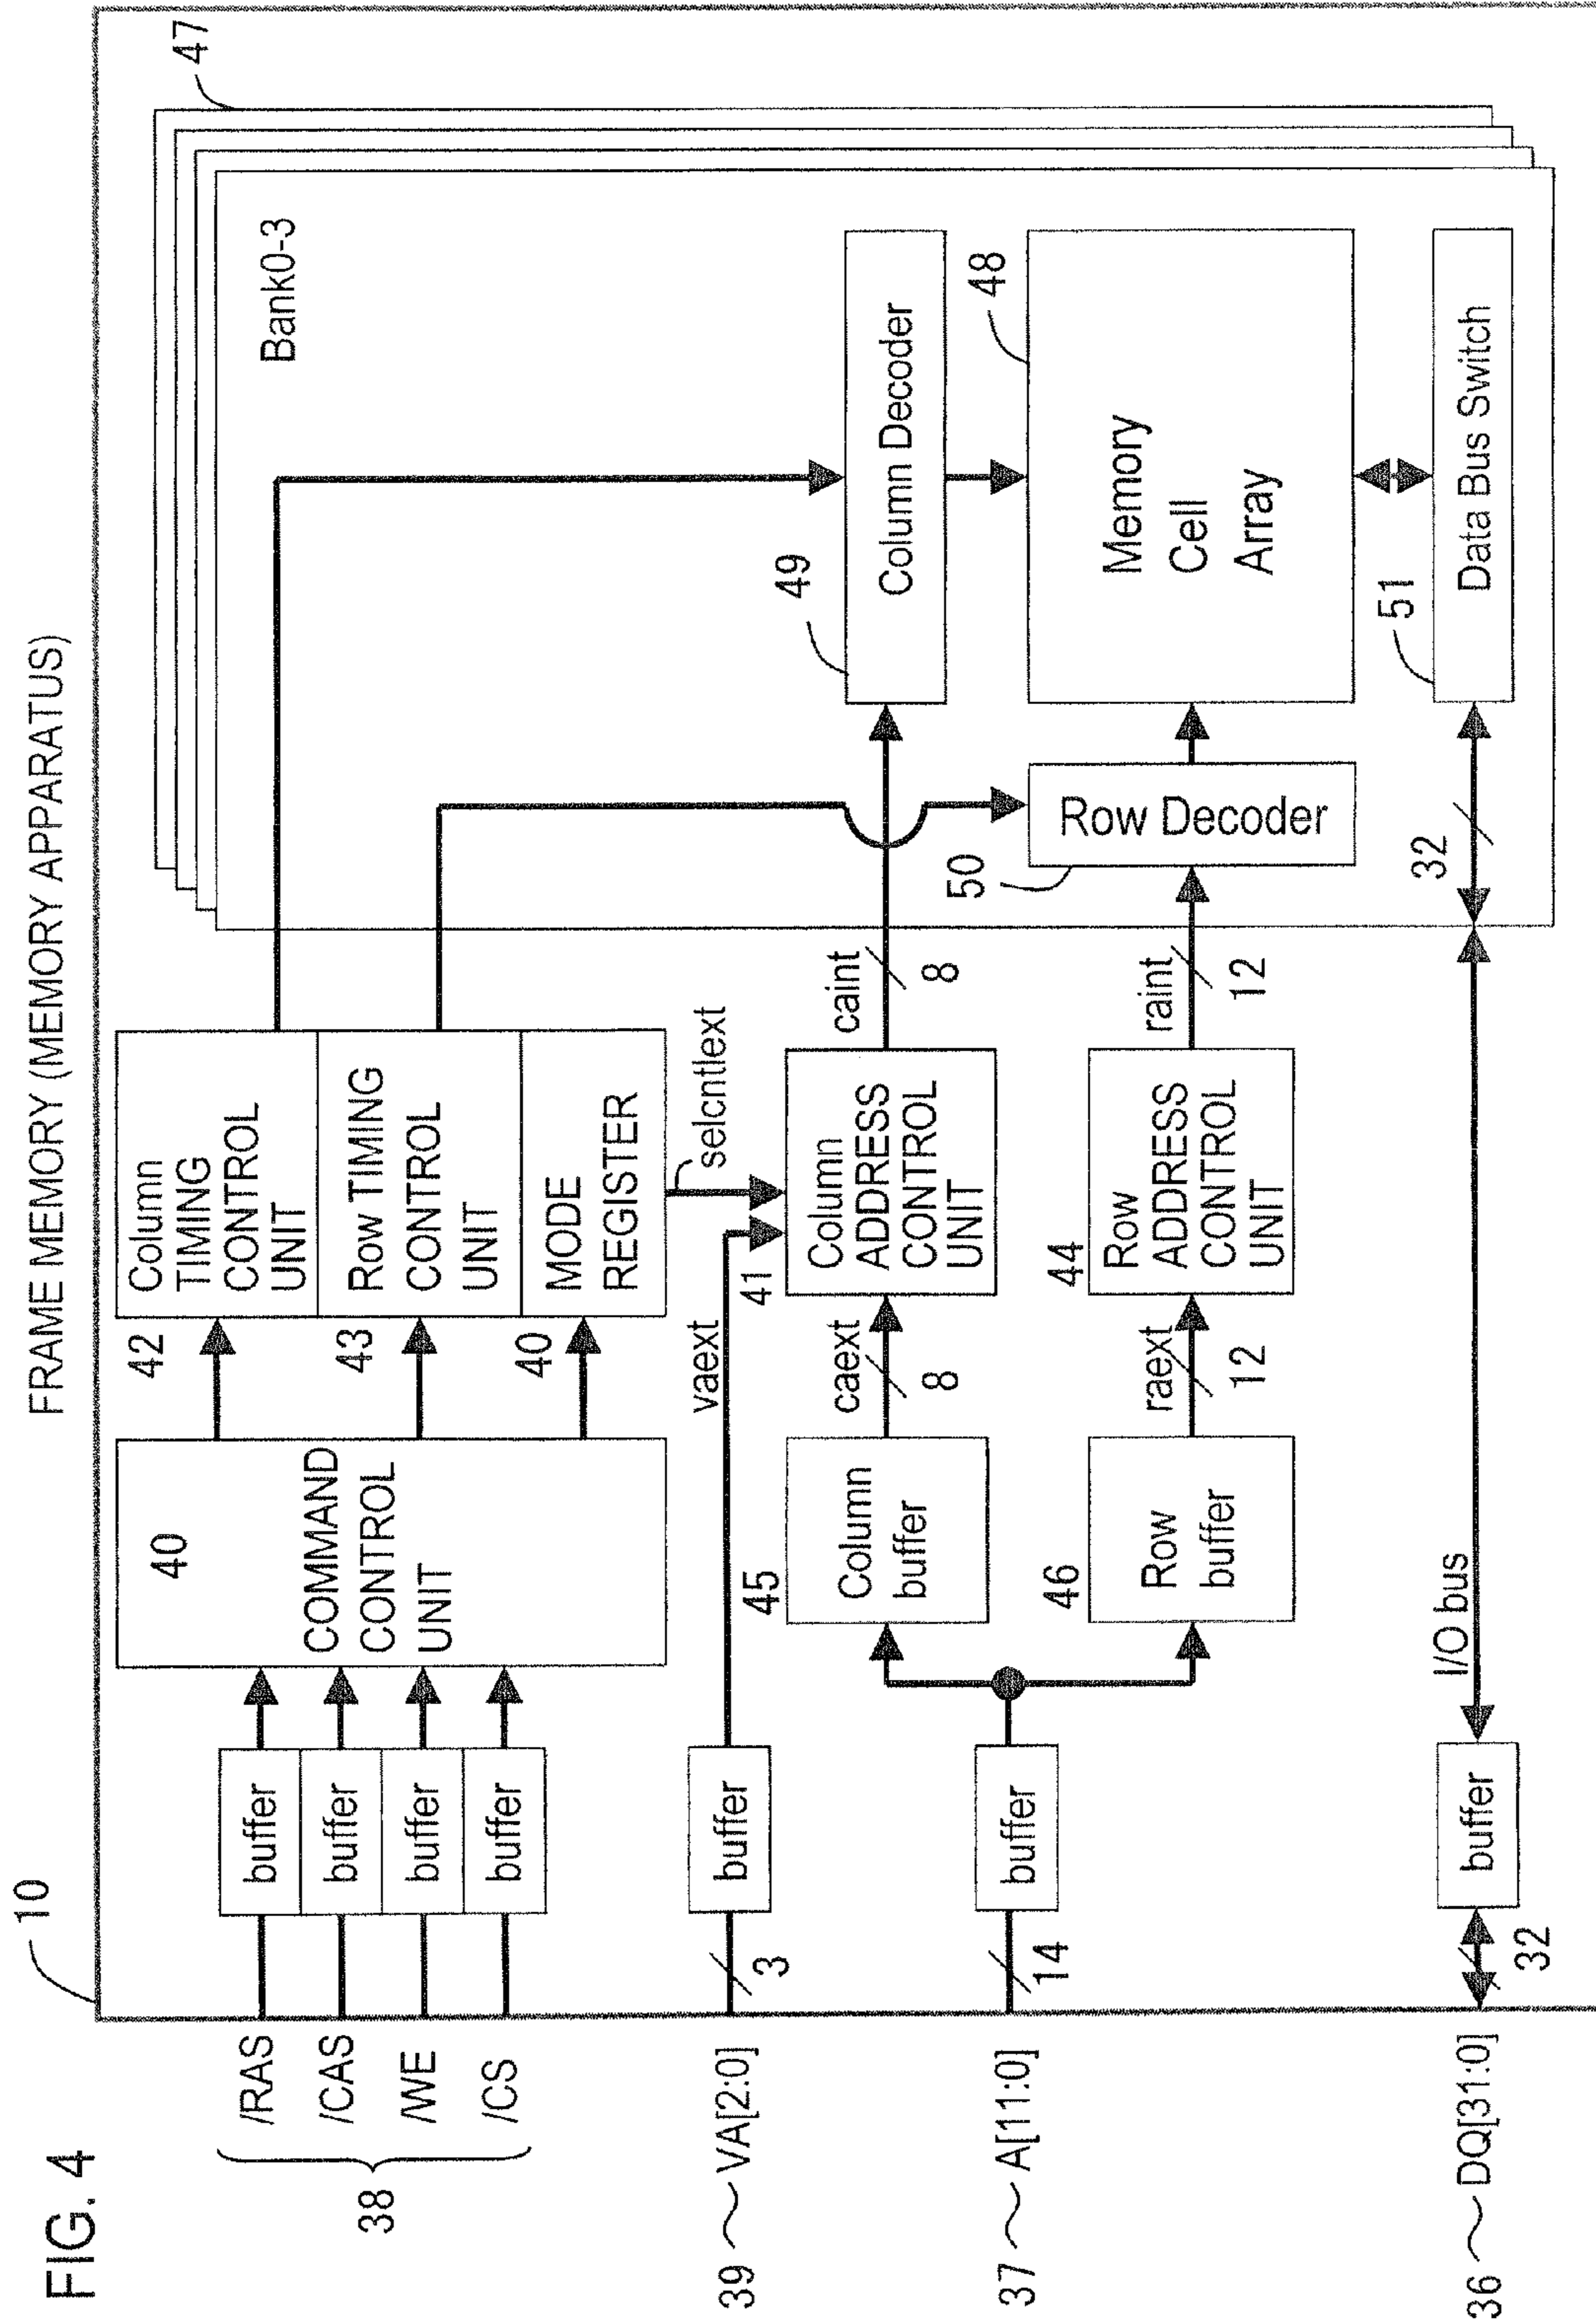 FIG. 4
FRAME MEMORY (MEMORY APPARATUS)
10
47
38
/RAS
/CAS
/WE
/CS
buffer
buffer
buffer
buffer
40
COMMAND
CONTROL
UNIT
42
Column
TIMING
CONTROL
UNIT
43
Row TIMING
CONTROL
UNIT
40
MODE
REGISTER
selcntlext
Bank0-3
39
VA[2:0]
3
buffer
vaext
41
Column
ADDRESS
CONTROL
UNIT
45
Column
buffer
caext
8
caint
8
49
Column Decoder
37
A[11:0]
14
buffer
46
Row
buffer
raext
12
44
Row
ADDRESS
CONTROL
UNIT
raint
12
50
Row Decoder
48
Memory
Cell
Array
36
DQ[31:0]
32
buffer
I/O bus
32
51
Data Bus Switch